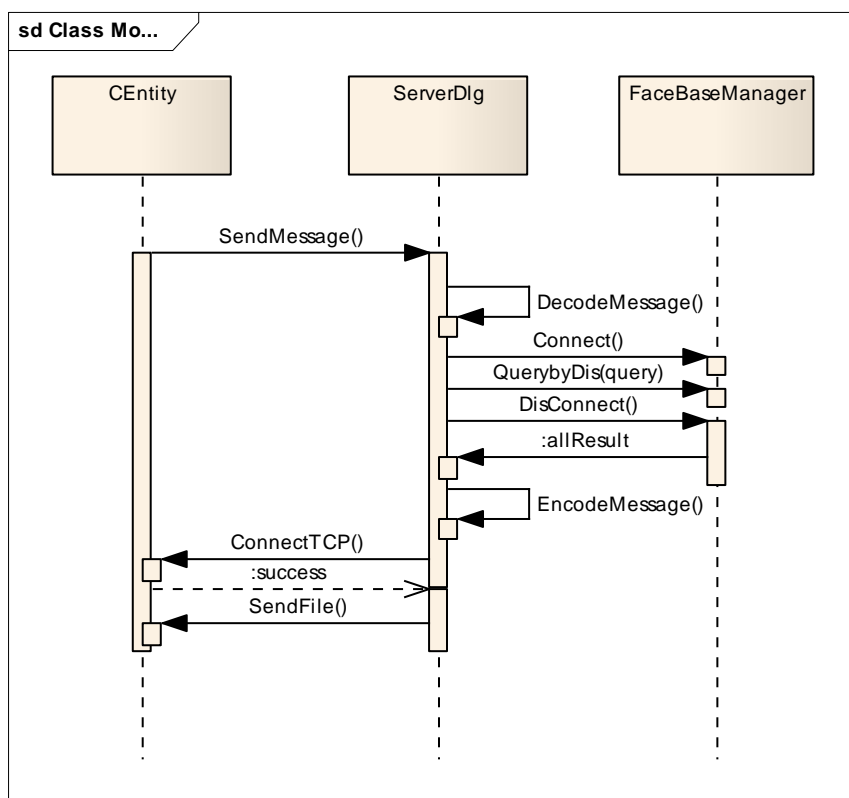 sd Class Mo...
CEntity
ServerDlg
FaceBaseManager
SendMessage()
DecodeMessage()
Connect()
QuerybyDis(query)
DisConnect()
:allResult
EncodeMessage()
ConnectTCP()
:success
SendFile()